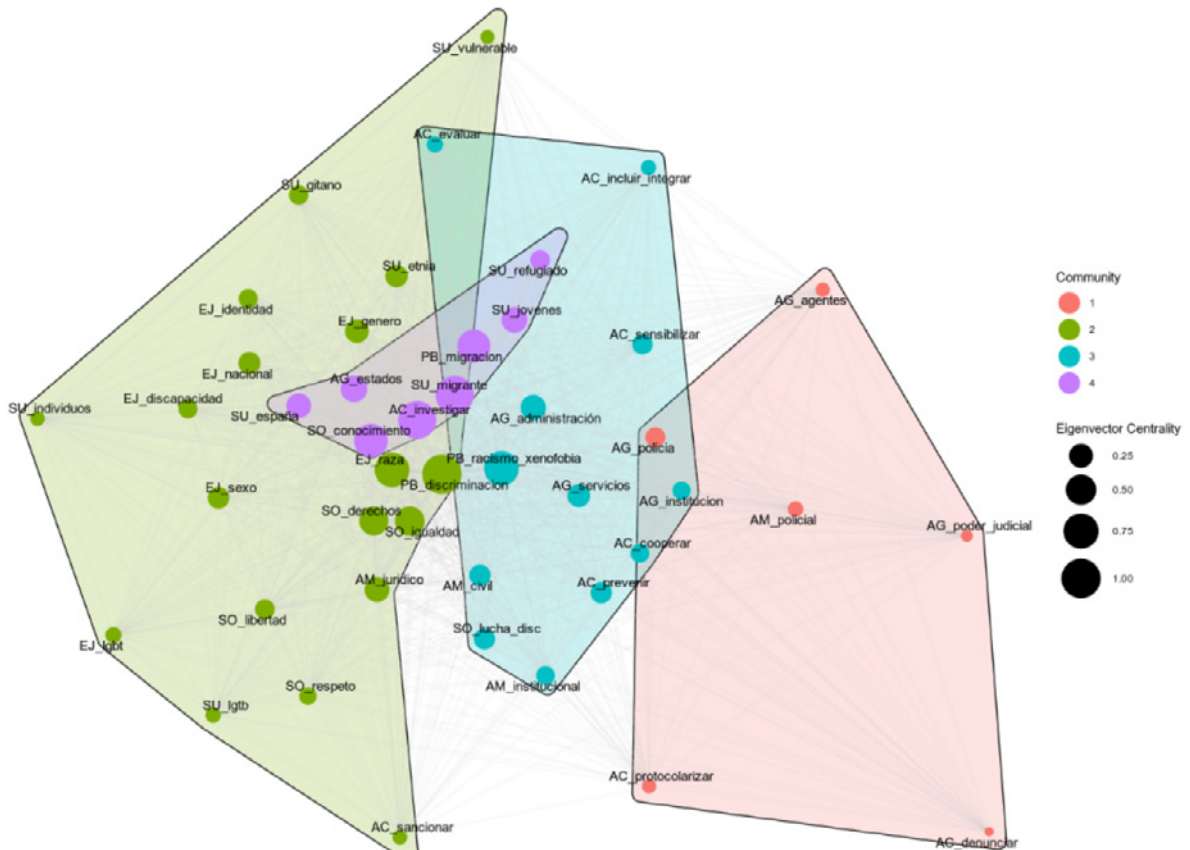 SU_vulnerable
AC_evaluar
AC_incluir_integrar
SU_gitano
SU_etnia
SU_refugiado
AG_agentes
EJ_identidad
EJ_genero
SU_jovenes
AC_sensibilizar
PB_migracion
EJ_nacional
AG_estados
SU_migrante
EJ_discapacidad
SU_individuos
SU_españa
AC_investigar
AG_administración
SO_conocimiento
AG_policia
EJ_raza
PB_racismo_xenofobia
PB_discriminacion
AG_servicios
EJ_sexo
AG_institucion
SO_derechos
AM_policial
AG_poder_judicial
SO_igualdad
AC_cooperar
AM_juridico
AM_civil
AC_prevenir
SO_libertad
SO_lucha_disc
EJ_lgbt
SO_respeto
AM_institucional
SU_lgtb
AC_protocolarizar
AC_sancionar
AC_denunciar
Community
1
2
3
4
Eigenvector Centrality
0.25
0.50
0.75
1.00